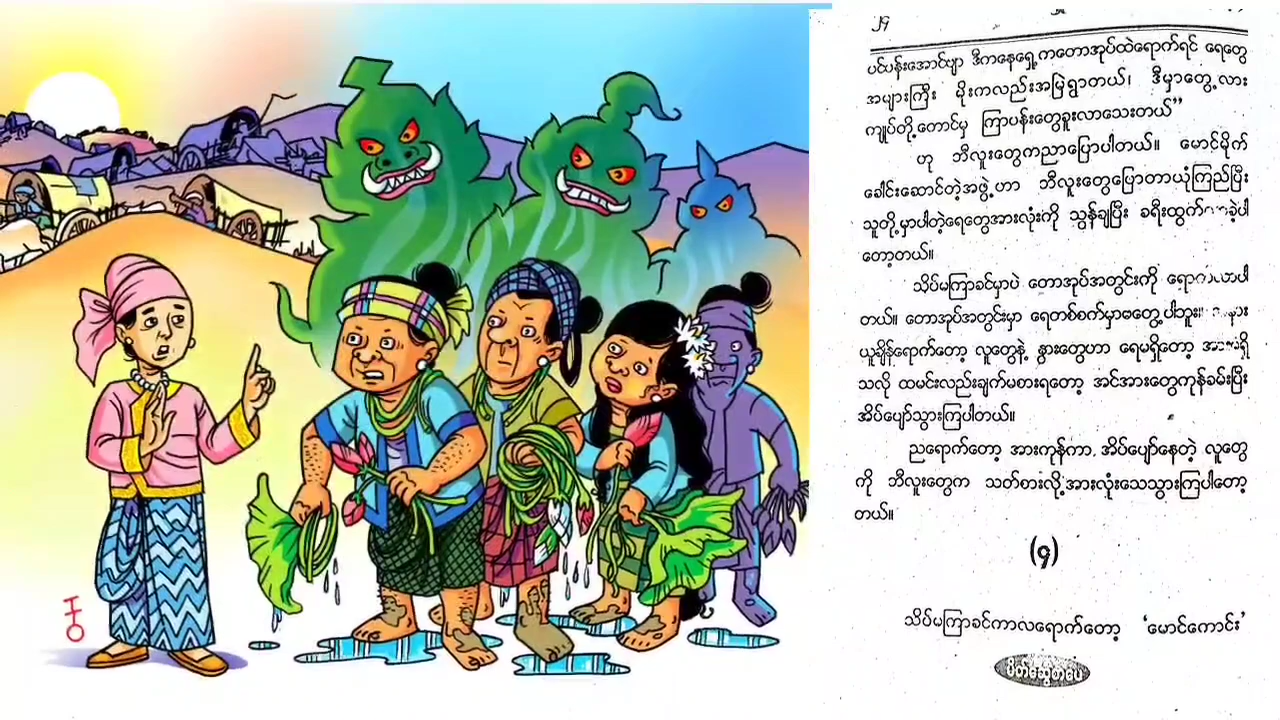 ၂၄
ပင်ပန်းအောင်ဗျာ ဒီကနေရှေ့ကတောအုပ်ထဲရောက်ရင် ရေတွေ
အများကြီး မိုးကလည်းအမြဲရွာတယ်၊ ဒီမှာတွေ့လား
ကျုပ်တို့ကောင်မှ ကြာပန်းတွေခူးလာသေးတယ်”
ဟု ဘီလူးတွေကညာပြောပါတယ်။ မောင်မိုက်
ခေါင်းဆောင်တဲ့အဖွဲ့ဟာ ဘီလူးတွေပြောတာယုံကြည်ပြီး
သူတို့မှာပါတဲ့ရေတွေအားလုံးကို သွန်ချပြီး ခရီးထွက်
တော့တယ်။
သိပ်မကြာခင်မှာပဲ တောအုပ်အတွင်းကို
တယ်။ တောအုပ်အတွင်းမှာ ရေတစ်စက်မှမတွေ့ပါဘူး။
ယူချိန်ရောက်တော့ လူတွေနဲ့ နွားတွေဟာ ရေမရှိတော့
သလို ထမင်းလည်းချက်မစားရတော့ အင်အားတွေကုန်ခမ်းပြီး
အိပ်ပျော်သွားကြပါတယ်။
ညရောက်တော့ အားကုန်ကာ အိပ်ပျော်နေတဲ့ လူတွေ
ကို ဘီလူးတွေက သတ်စားလို့အားလုံးသေသွားကြပါတော့
တယ်။
(၄)
သိပ်မကြာခင်ကာလရောက်တော့ ‘မောင်ကောင်း’
မိတ်ဆွေစာပေ